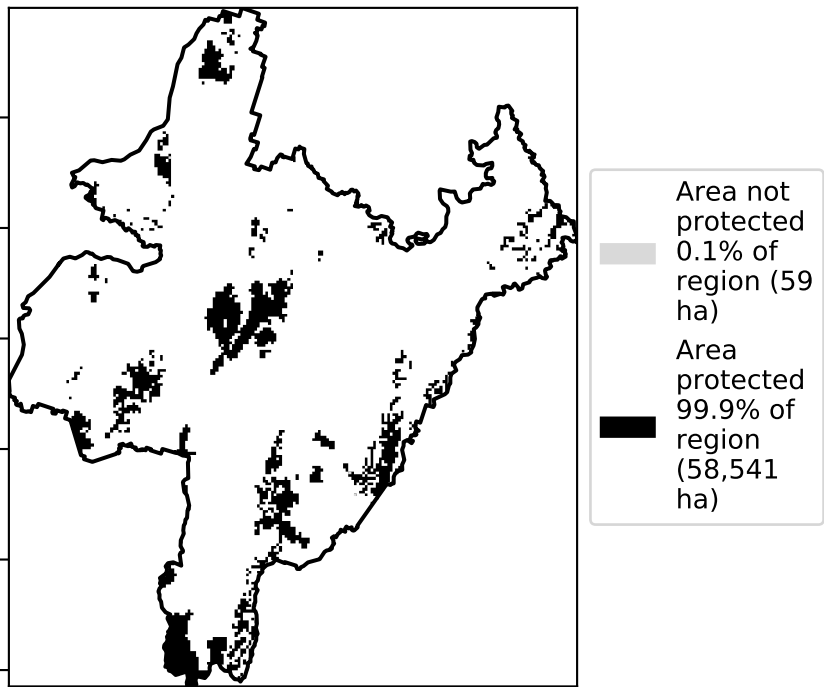 Area not
protected
0.1% of
region (59
ha)
Area
protected
99.9% of
region
(58,541
ha)